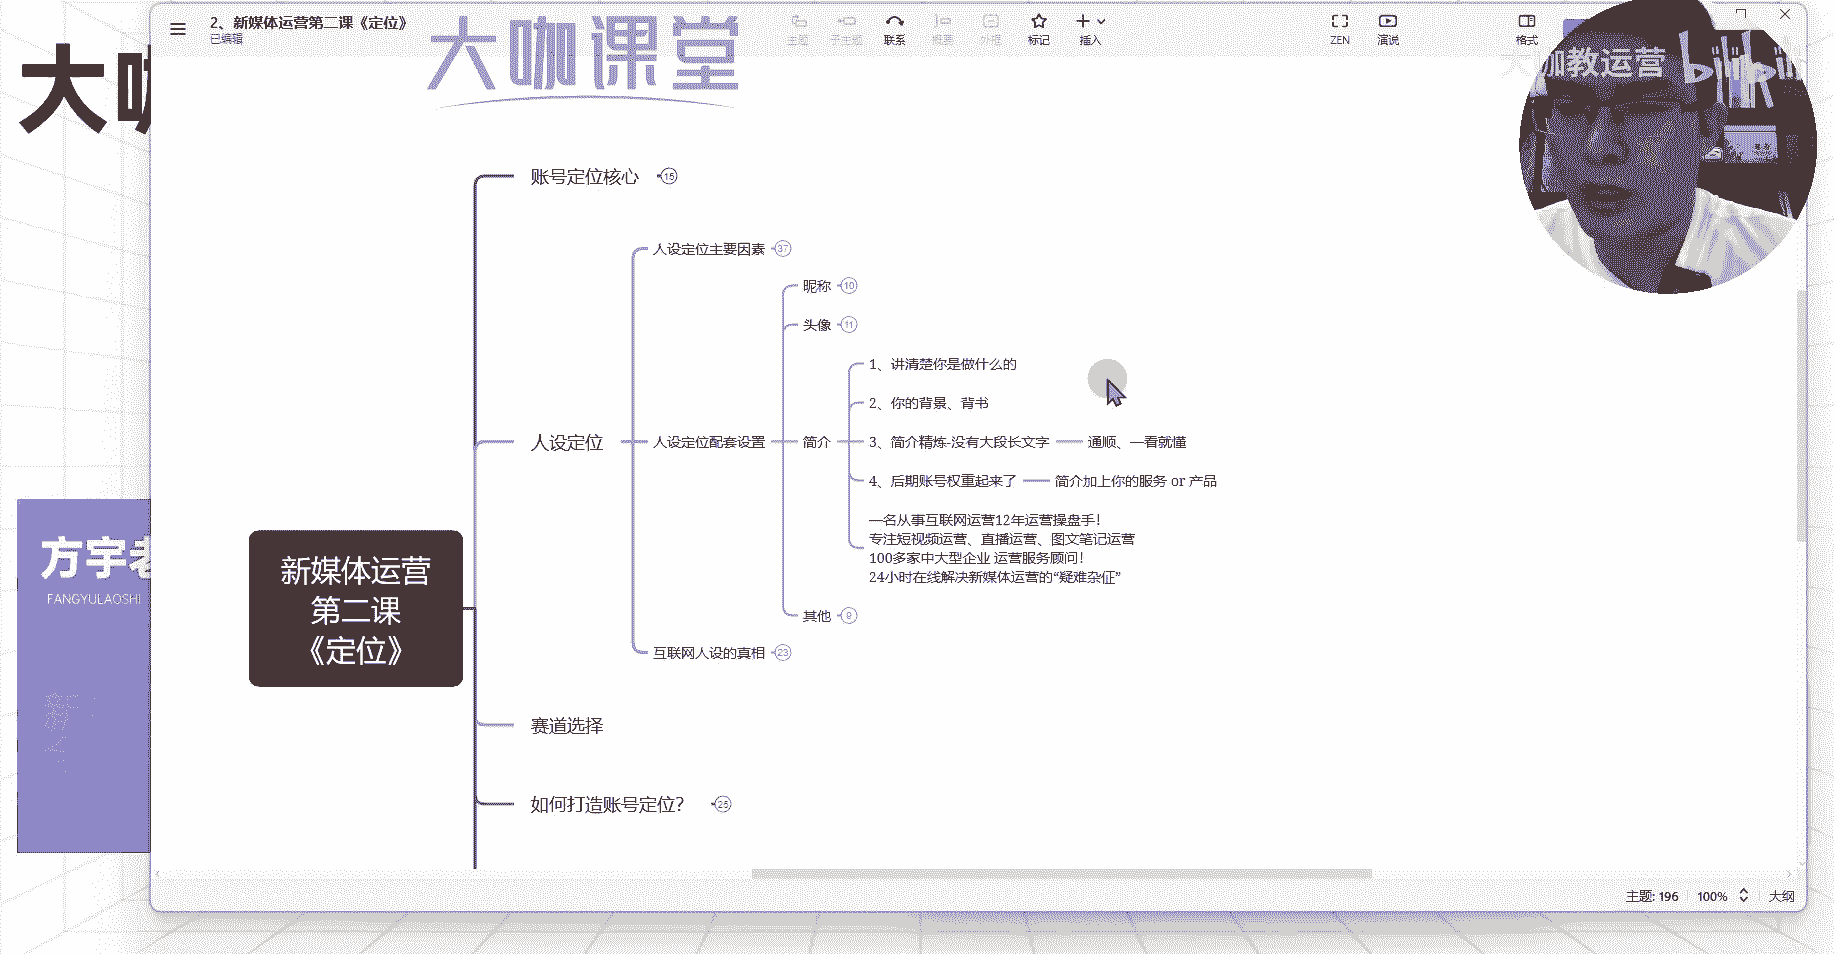 2、新媒体运营第二课《定位》
已编辑
大咖课堂
主题
子主题
联系
概要
外框
标记
插入
ZEN
演说
格式
大咖教运营
bilibili
大咖
账号定位核心 15
人设定位主要因素 37
昵称 10
头像 11
1、讲清楚你是做什么的
2、你的背景、背书
人设定位
人设定位配套设置
简介
3、简介精炼-没有大段长文字
通顺、一看就懂
4、后期账号权重起来了
简介加上你的服务 or 产品
一名从事互联网运营12年运营操盘手!
专注短视频运营、直播运营、图文笔记运营
100多家中大型企业 运营服务顾问!
24小时在线解决新媒体运营的“疑难杂症”
其他 9
互联网人设的真相 23
新媒体运营
第二课
《定位》
方宇老
FANGYULAOSHI
赛道选择
如何打造账号定位? 25
主题: 196
100%
大纲